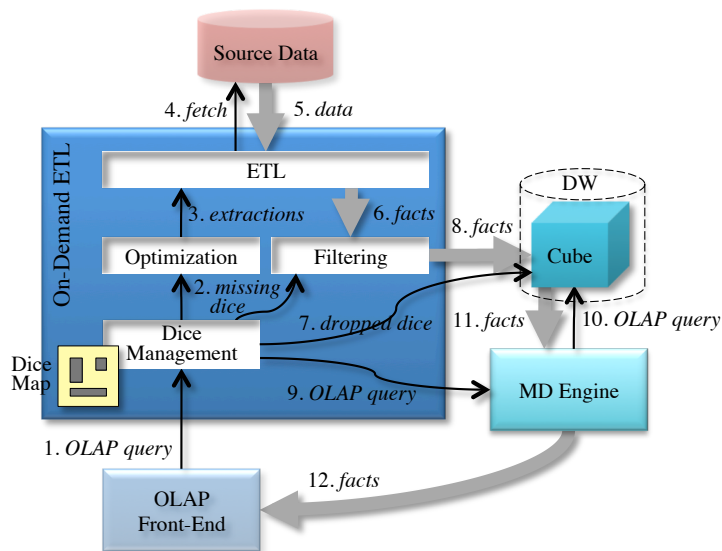 Source Data
4. fetch
5. data
On-Demand ETL
ETL
3. extractions
6. facts
DW
8. facts
Optimization
Filtering
Cube
2. missing
dice
7. dropped dice
11. facts
10. OLAP query
Dice
Management
Dice
Map
9. OLAP query
MD Engine
1. OLAP query
12. facts
OLAP
Front-End